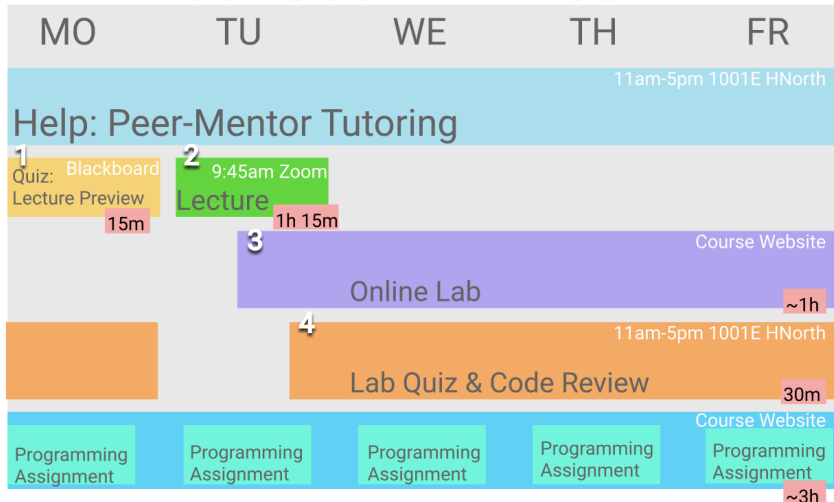 MO TU WE TH FR
11am-5pm 1001E HNorth
Help: Peer-Mentor Tutoring
1
Blackboard
Quiz:
Lecture Preview
15m
2
9:45am Zoom
Lecture
1h 15m
3
Course Website
Online Lab
~1h
4
11am-5pm 1001E HNorth
Lab Quiz & Code Review
30m
Course Website
Programming
Assignment
Programming
Assignment
Programming
Assignment
Programming
Assignment
Programming
Assignment
~3h